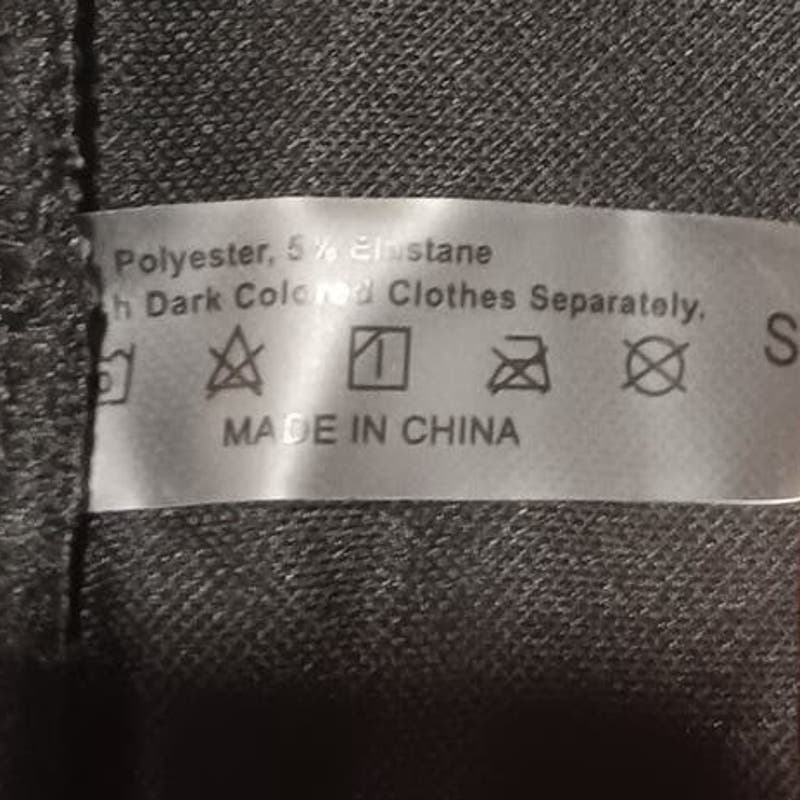 Polyester, 5 % Elastane
h Dark Colored Clothes Separately.
S
MADE IN CHINA